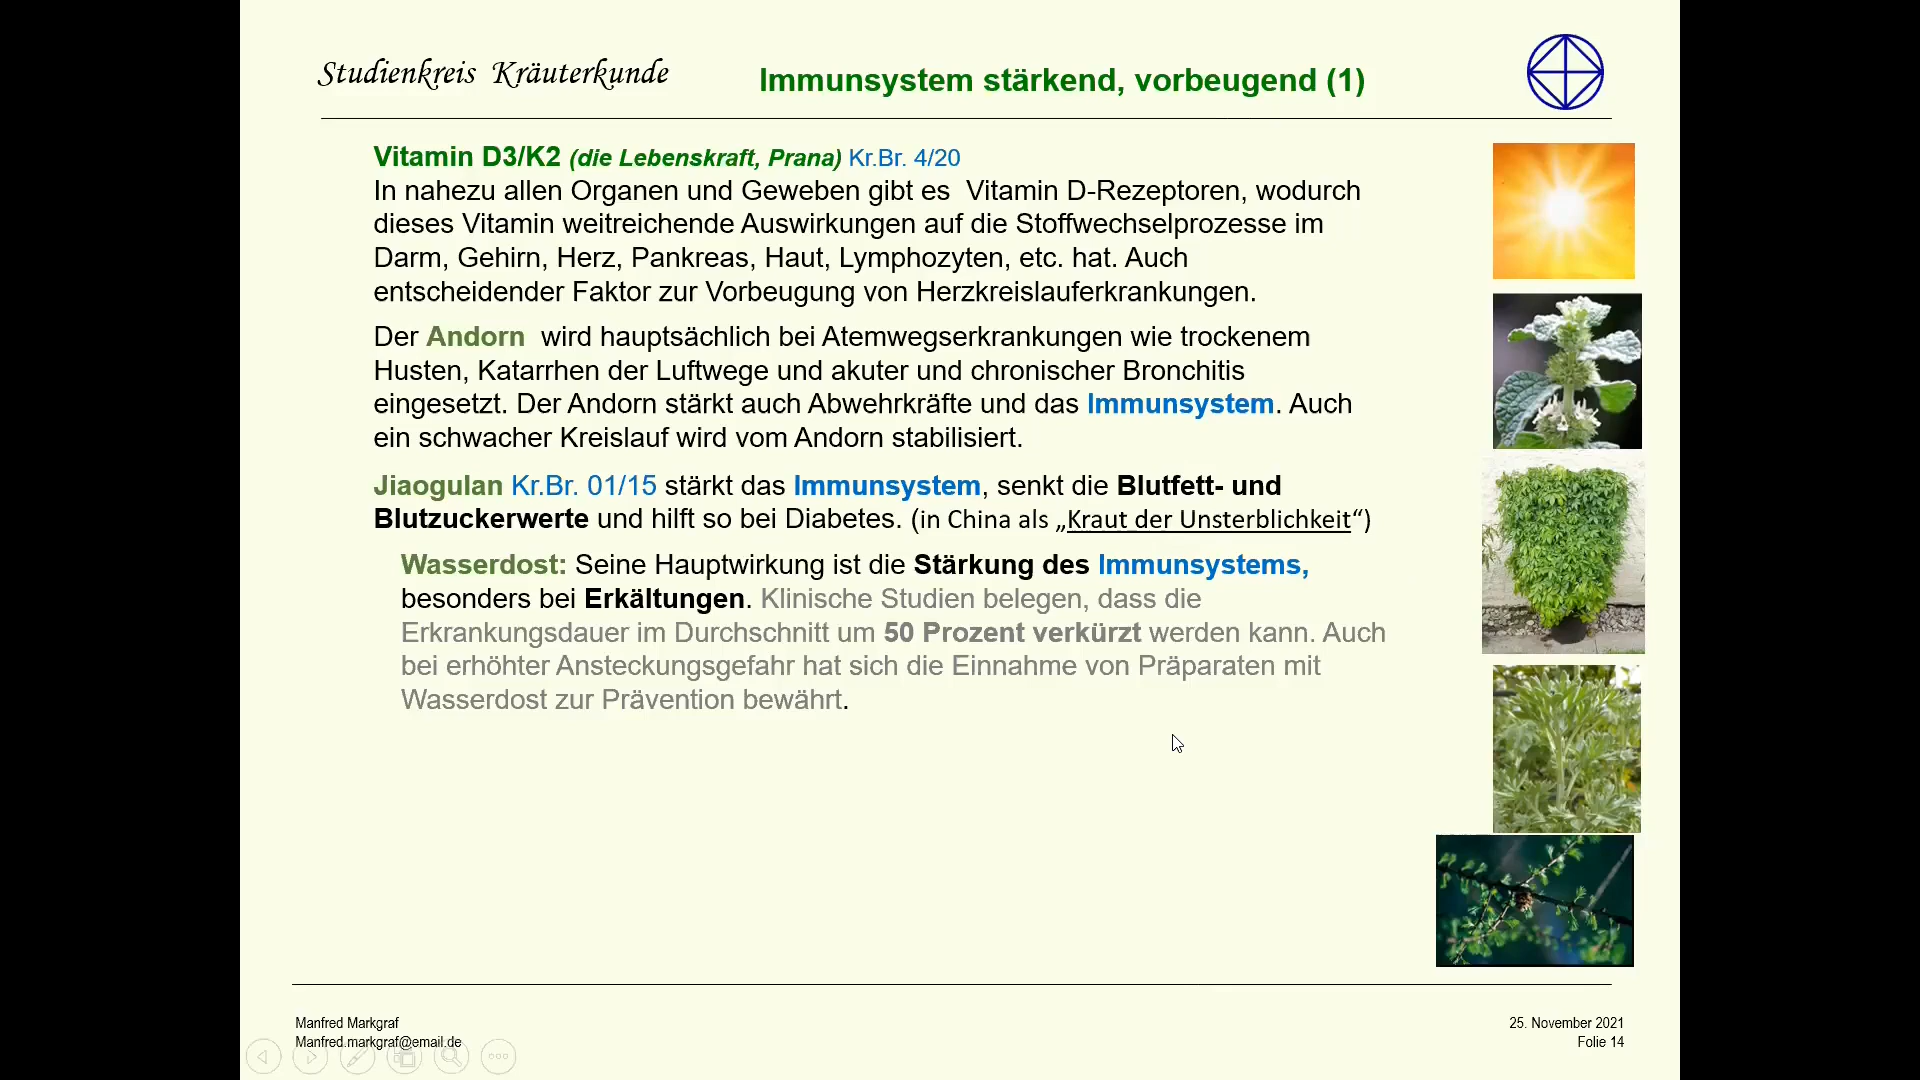 Studienkreis Kräuterkunde
Immunsystem stärkend, vorbeugend (1)
Vitamin D3/K2 (die Lebenskraft, Prana) Kr.Br. 4/20
In nahezu allen Organen und Geweben gibt es Vitamin D-Rezeptoren, wodurch
dieses Vitamin weitreichende Auswirkungen auf die Stoffwechselprozesse im
Darm, Gehirn, Herz, Pankreas, Haut, Lymphozyten, etc. hat. Auch
entscheidender Faktor zur Vorbeugung von Herzkreislauferkrankungen.
Der Andorn wird hauptsächlich bei Atemwegserkrankungen wie trockenem
Husten, Katarrhen der Luftwege und akuter und chronischer Bronchitis
eingesetzt. Der Andorn stärkt auch Abwehrkräfte und das Immunsystem. Auch
ein schwacher Kreislauf wird vom Andorn stabilisiert.
Jiaogulan Kr.Br. 01/15 stärkt das Immunsystem, senkt die Blutfett- und
Blutzuckerwerte und hilft so bei Diabetes. (in China als „Kraut der Unsterblichkeit“)
Wasserdost: Seine Hauptwirkung ist die Stärkung des Immunsystems,
besonders bei Erkältungen. Klinische Studien belegen, dass die
Erkrankungsdauer im Durchschnitt um 50 Prozent verkürzt werden kann. Auch
bei erhöhter Ansteckungsgefahr hat sich die Einnahme von Präparaten mit
Wasserdost zur Prävention bewährt.
Manfred Markgraf
Manfred.markgraf@email.de
25. November 2021
Folie 14